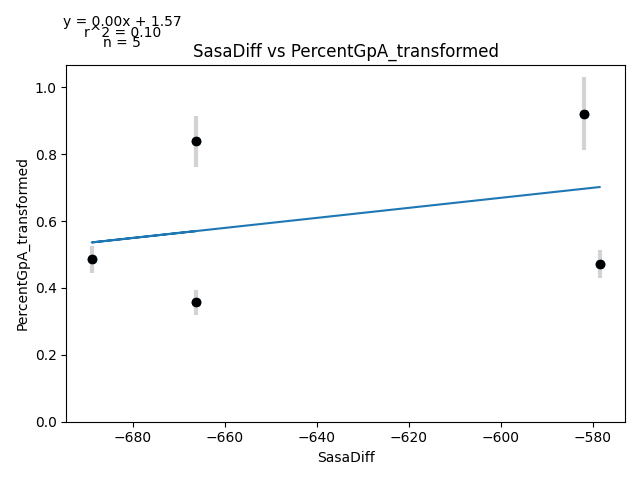 y = 0.00x + 1.57
r^2 = 0.10
n = 5
SasaDiff vs PercentGpA_transformed
PercentGpA_transformed
1.0
0.8
0.6
0.4
0.2
0.0
−680
−660
−640
−620
−600
−580
SasaDiff